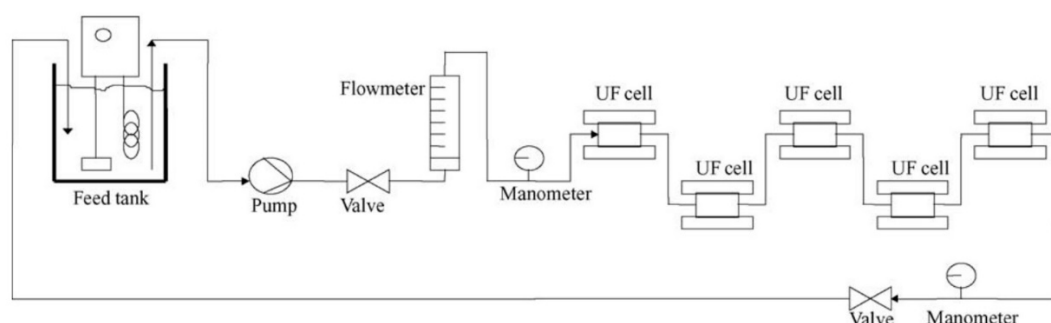 Flowmeter
UF cell
UF cell
UF cell
UF cell
UF cell
Feed tank
Pump
Valve
Manometer
Valve
Manometer